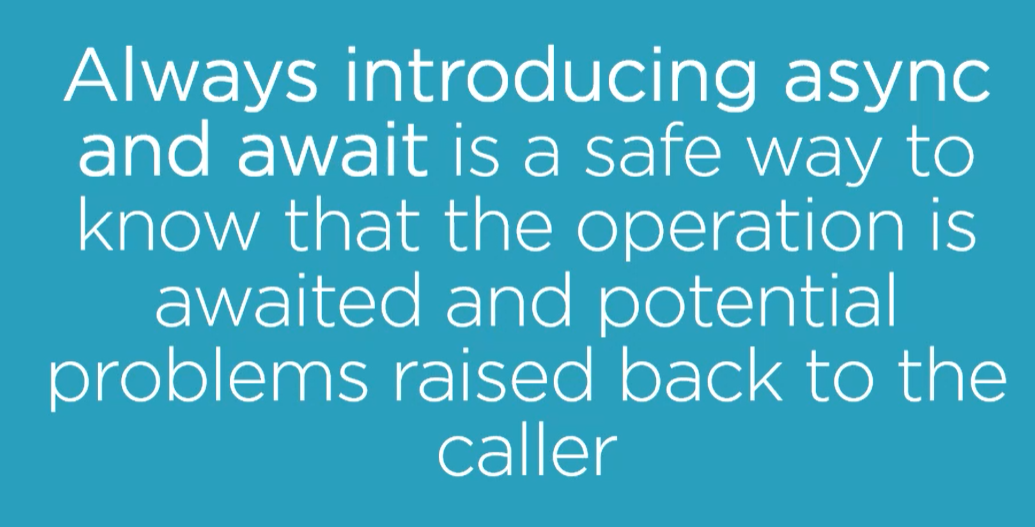 Always introducing async
and await is a safe way to
know that the operation is
awaited and potential
problems raised back to the
caller